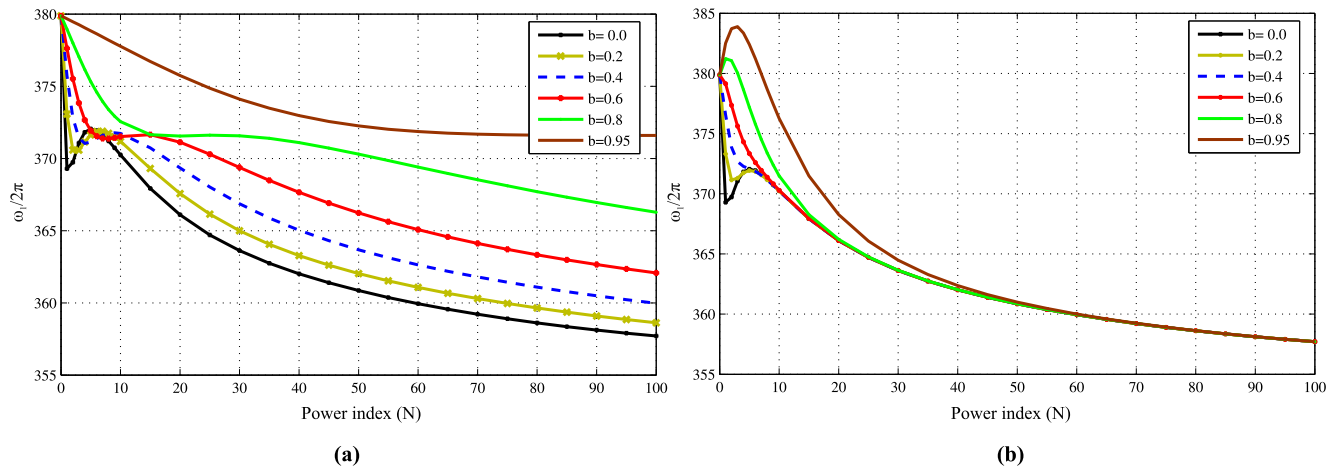 380
375
370
365
360
355
ω₁/2π
0 10 20 30 40 50 60 70 80 90 100
Power index (N)
b= 0.0
b=0.2
b=0.4
b=0.6
b=0.8
b=0.95
(a)
385
380
375
370
365
360
355
ω₁/2π
0 10 20 30 40 50 60 70 80 90 100
Power index (N)
b= 0.0
b=0.2
b=0.4
b=0.6
b=0.8
b=0.95
(b)